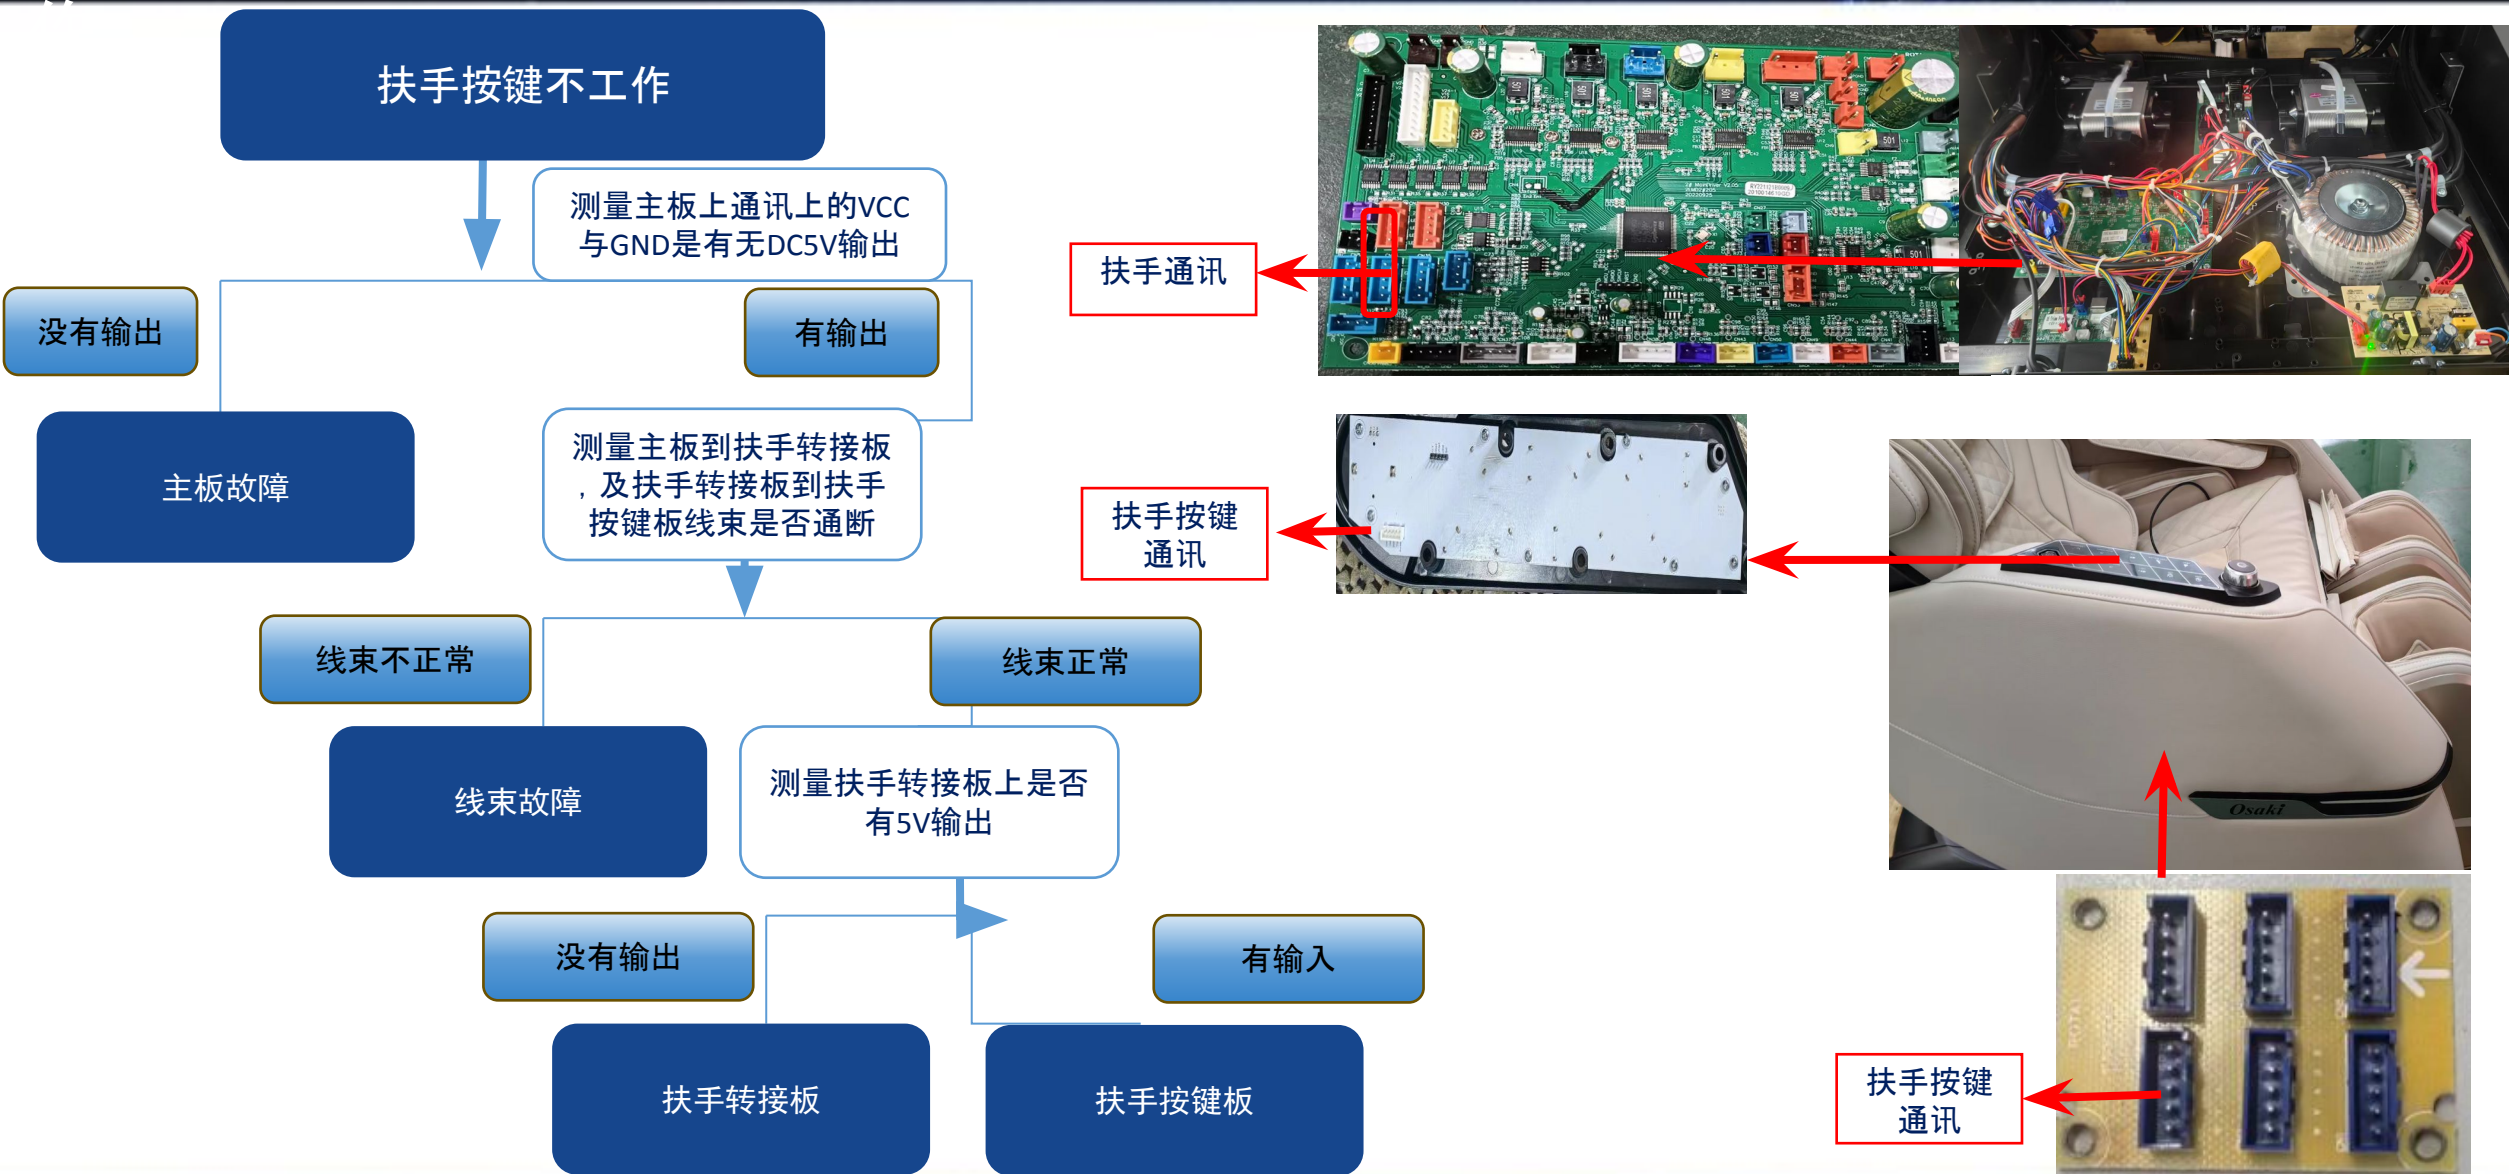 扶手按键不工作
测量主板上通讯上的VCC
与GND是有无DC5V输出
没有输出
有输出
主板故障
测量主板到扶手转接板
，及扶手转接板到扶手
按键板线束是否通断
线束不正常
线束正常
线束故障
测量扶手转接板上是否
有5V输出
没有输出
有输入
扶手转接板
扶手按键板
扶手通讯
扶手按键
通讯
Osaki
扶手按键
通讯